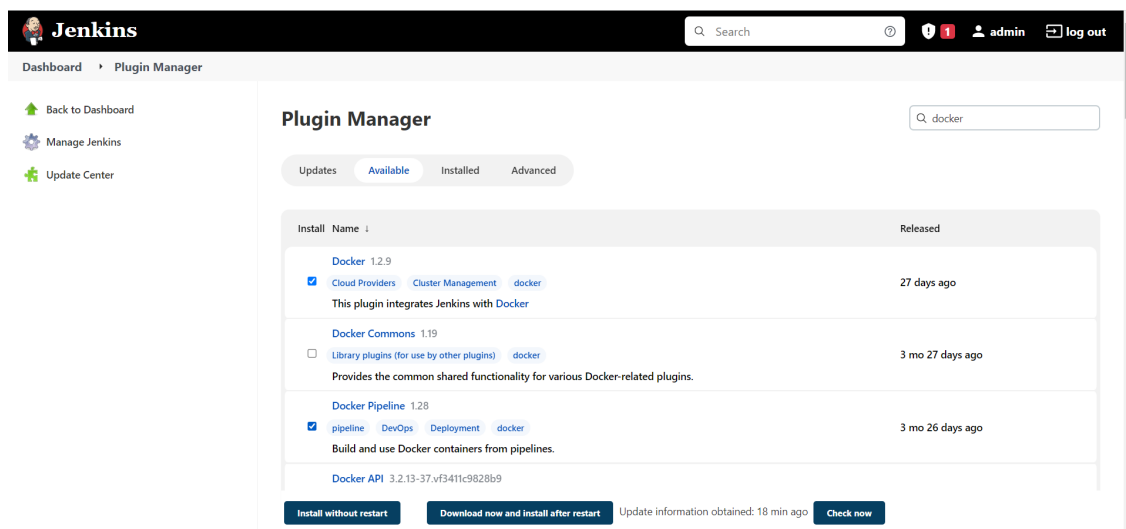 Jenkins
Search
1
admin
log out
Dashboard
Plugin Manager
Back to Dashboard
Manage Jenkins
Update Center
Plugin Manager
docker
Updates Available Installed Advanced
Install Name ↓ Released
Docker 1.2.9
Cloud Providers Cluster Management docker
This plugin integrates Jenkins with Docker
27 days ago
Docker Commons 1.19
Library plugins (for use by other plugins) docker
Provides the common shared functionality for various Docker-related plugins.
3 mo 27 days ago
Docker Pipeline 1.28
pipeline DevOps Deployment docker
Build and use Docker containers from pipelines.
3 mo 26 days ago
Docker API 3.2.13-37.vf3411c9828b9
Install without restart
Download now and install after restart
Update information obtained: 18 min ago
Check now